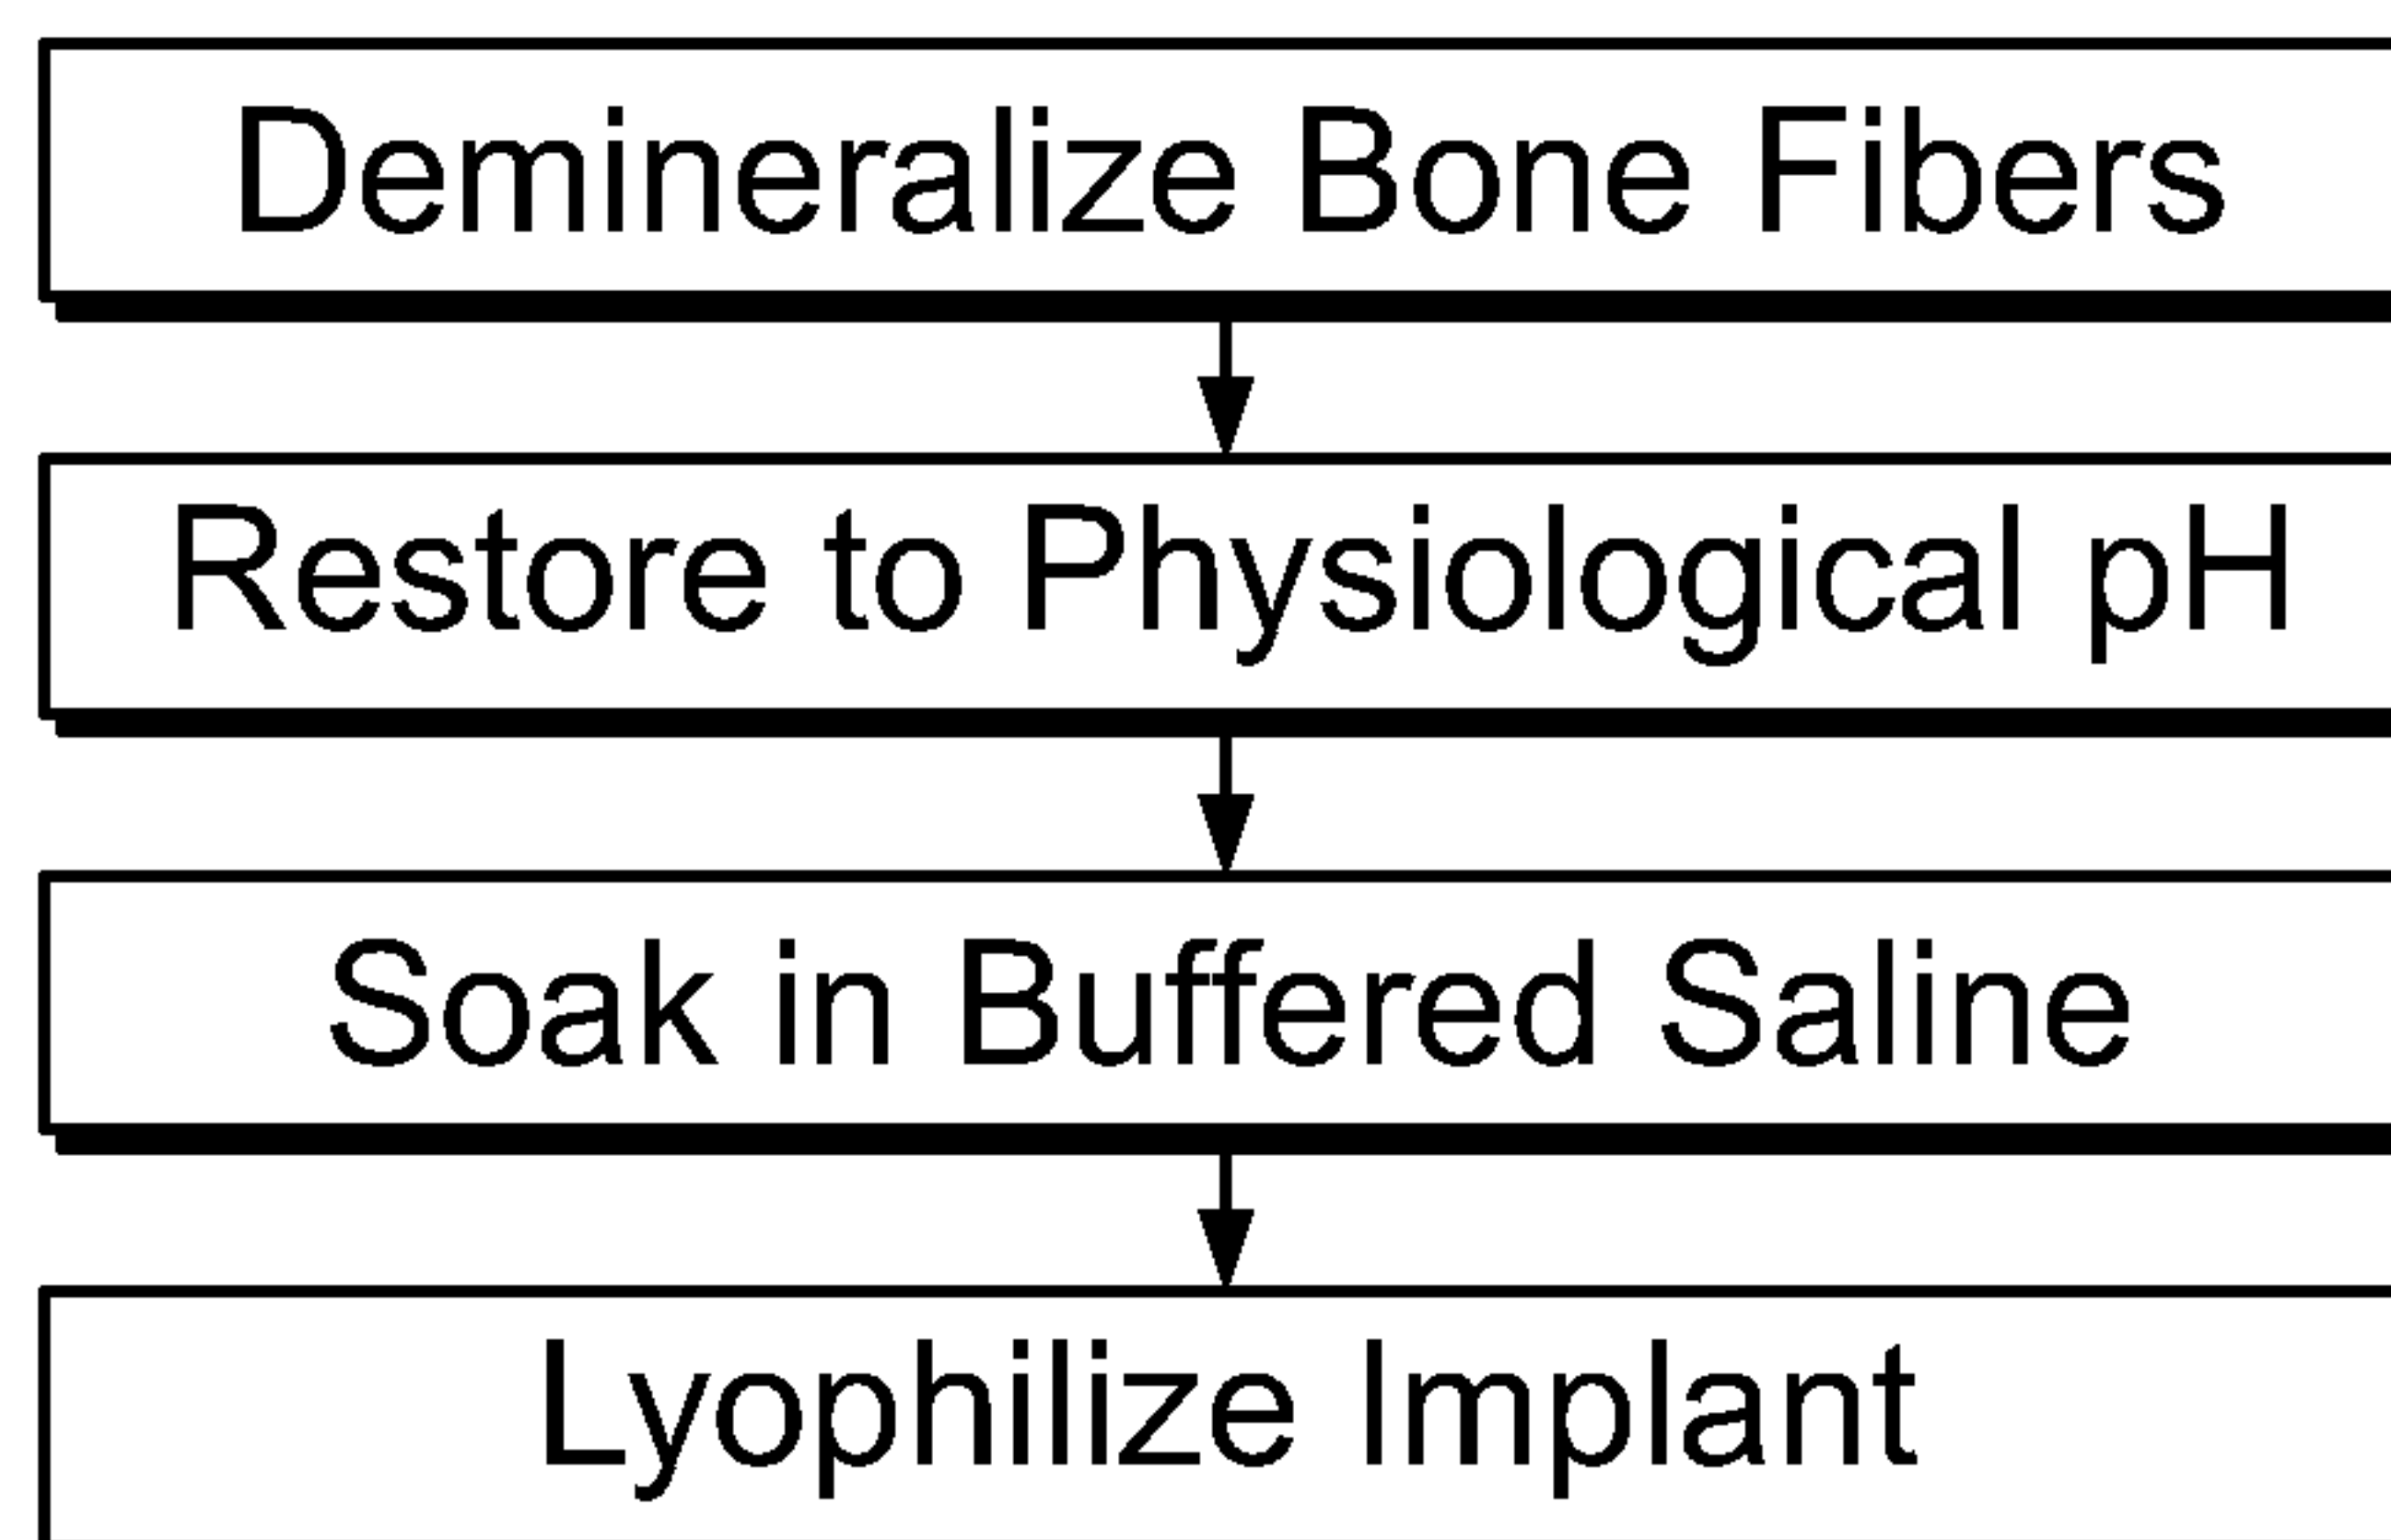 Demineralize Bone Fibers
Restore to Physiological pH
Soak in Buffered Saline
Lyophilize Implant